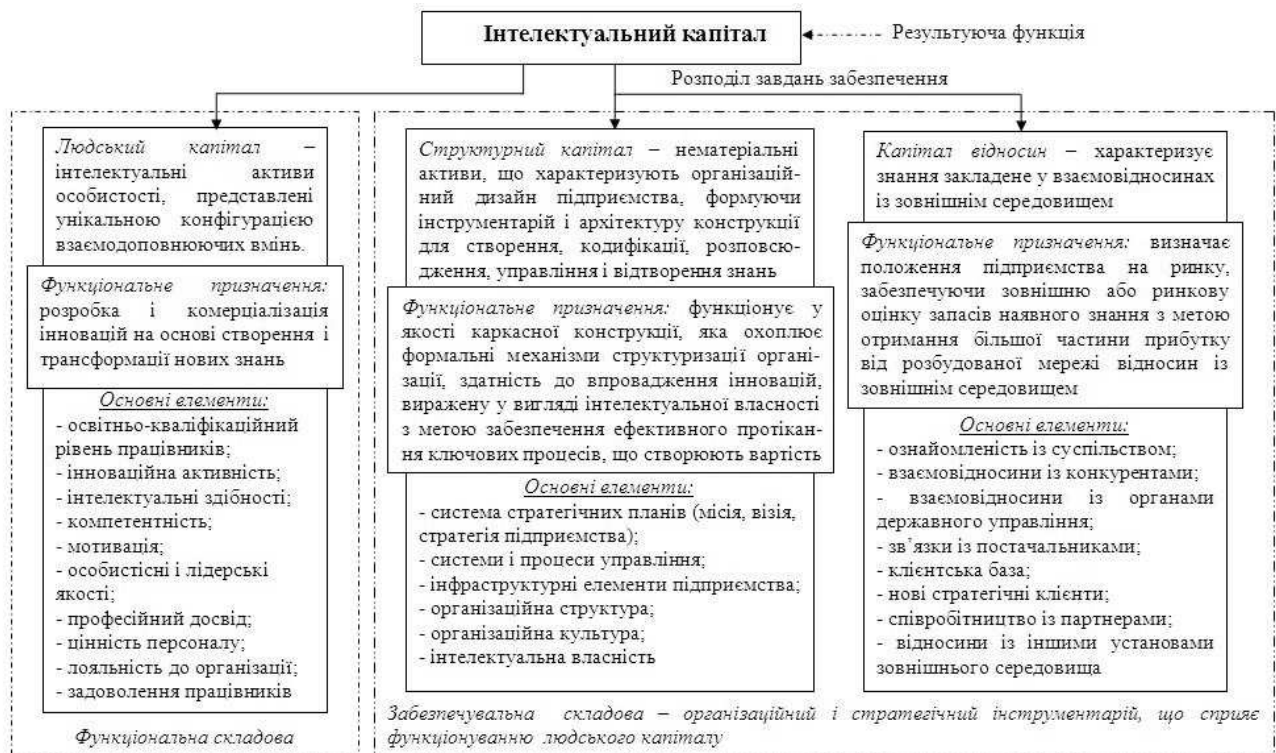 Інтелектуальний капітал
Результуюча функція
Розподіл завдань забезпечення
Людський капітал –
інтелектуальні активи
особистості, представлені
унікальною конфігурацією
взаємодоповнюючих вмінь.
Функціональне призначення:
розробка і комерціалізація
інновацій на основі створення і
трансформації нових знань
Основні елементи:
- освітньо-кваліфікаційний
рівень працівників;
- інноваційна активність;
- інтелектуальні здібності;
- компетентність;
- мотивація;
- особистісні і лідерські
якості;
- професійний досвід;
- цінність персоналу;
- лояльність до організації;
- задоволення працівників
Функціональна складова
Структурний капітал – нематеріальні
активи, що характеризують організацій-
ний дизайн підприємства, формуючи
інструментарій і архітектуру конструкції
для створення, кодифікації, розповсю-
дження, управління і відтворення знань
Функціональне призначення: функціонує у
якості каркасної конструкції, яка охоплює
формальні механізми структуризації органі-
зації, здатність до впровадження інновацій,
виражену у вигляді інтелектуальної власності
з метою забезпечення ефективного протікан-
ня ключових процесів, що створюють вартість
Основні елементи:
- система стратегічних планів (місія, візія,
стратегія підприємства);
- системи і процеси управління;
- інфраструктурні елементи підприємства;
- організаційна структура;
- організаційна культура;
- інтелектуальна власність
Капітал відносин – характеризує
знання закладене у взаємовідносинах
із зовнішнім середовищем
Функціональне призначення: визначає
положення підприємства на ринку,
забезпечуючи зовнішню або ринкову
оцінку запасів наявного знання з метою
отримання більшої частини прибутку
від розбудованої мережі відносин із
зовнішнім середовищем
Основні елементи:
- ознайомленість із суспільством;
- взаємовідносини із конкурентами;
- взаємовідносини із органами
державного управління;
- зв’язки із постачальниками;
- клієнтська база;
- нові стратегічні клієнти;
- співробітництво із партнерами;
- відносини із іншими установами
зовнішнього середовища
Забезпечувальна складова – організаційний і стратегічний інструментарій, що сприяє
функціонуванню людського капіталу